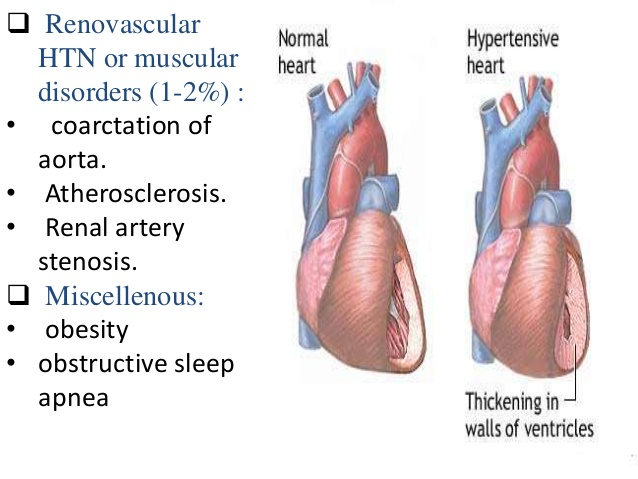 ❑ Renovascular
HTN or muscular
disorders (1-2%) :
• coarctation of
aorta.
• Atherosclerosis.
• Renal artery
stenosis.
❑ Miscellenous:
• obesity
• obstructive sleep
apnea
Normal
heart
Hypertensive
heart
Thickening in
walls of ventricles